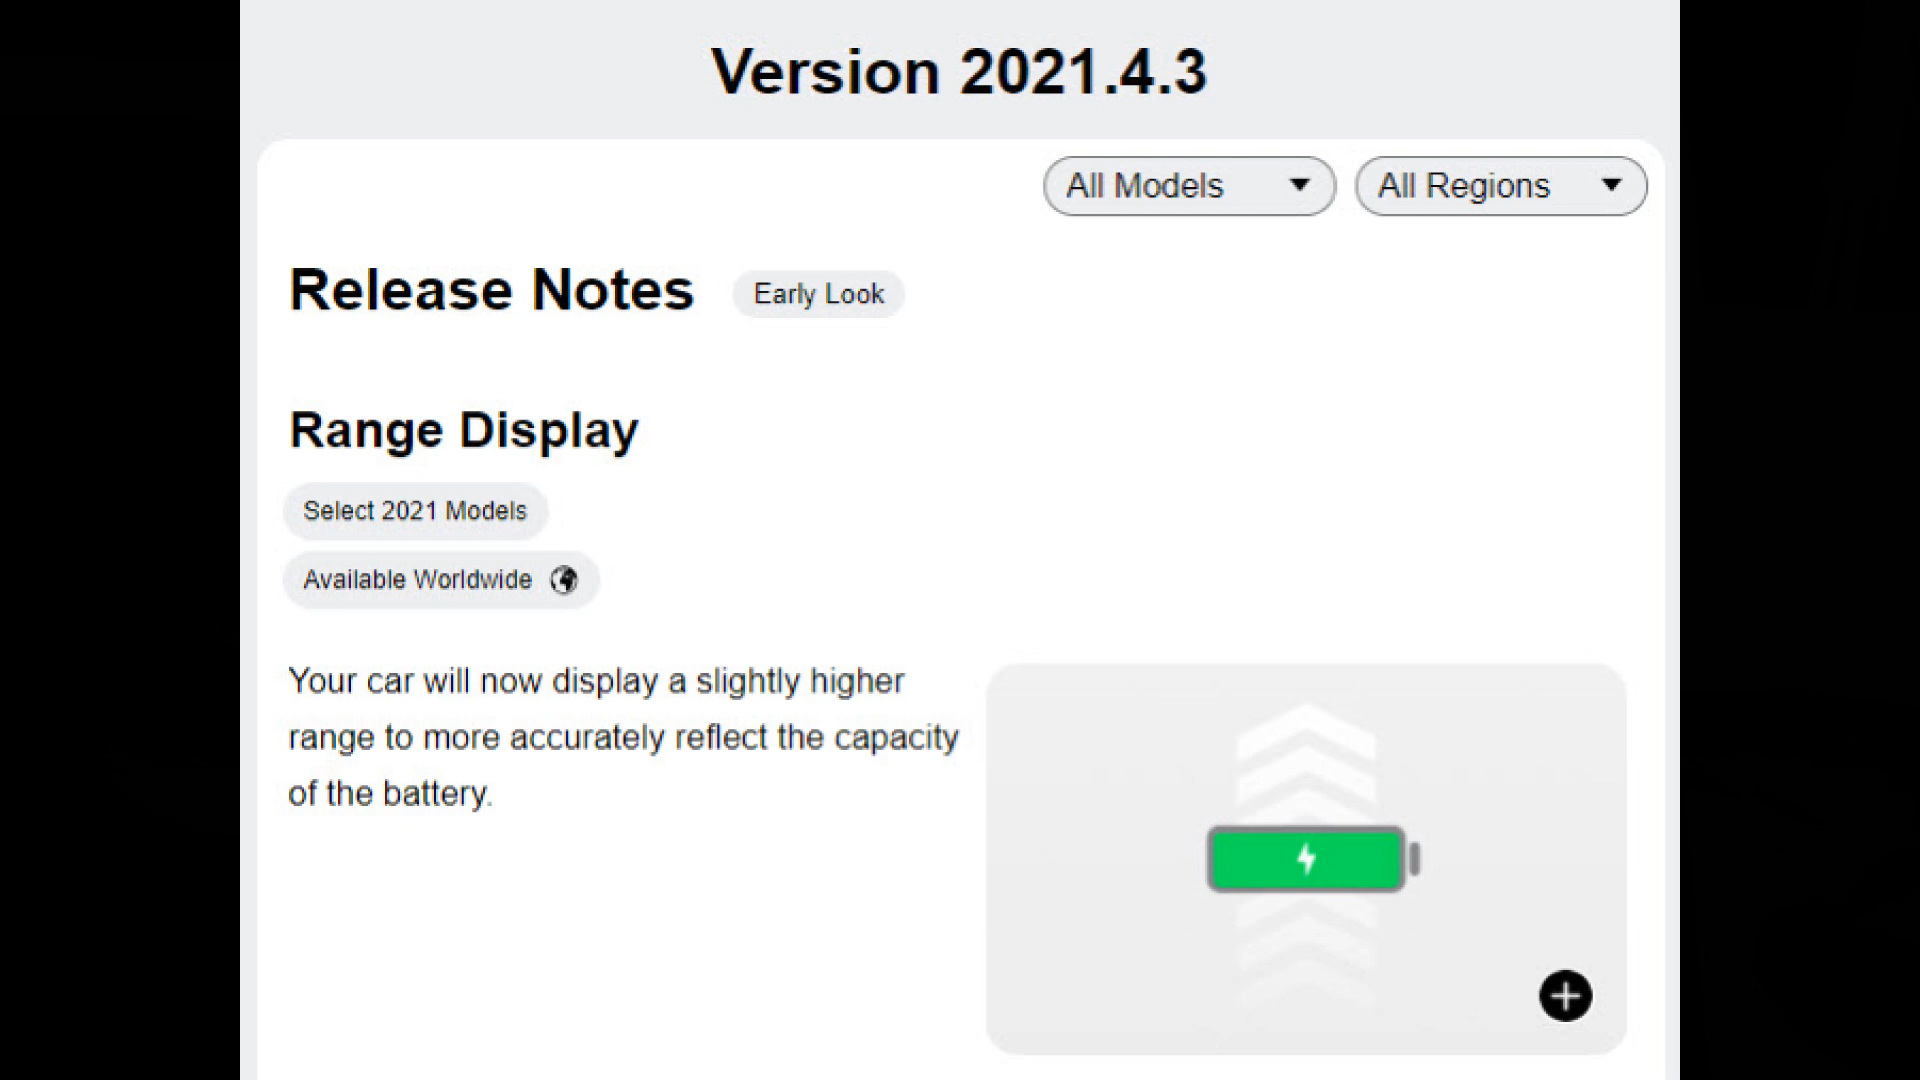 Version 2021.4.3
All Models
All Regions
Release Notes
Early Look
Range Display
Select 2021 Models
Available Worldwide
Your car will now display a slightly higher
range to more accurately reflect the capacity
of the battery.